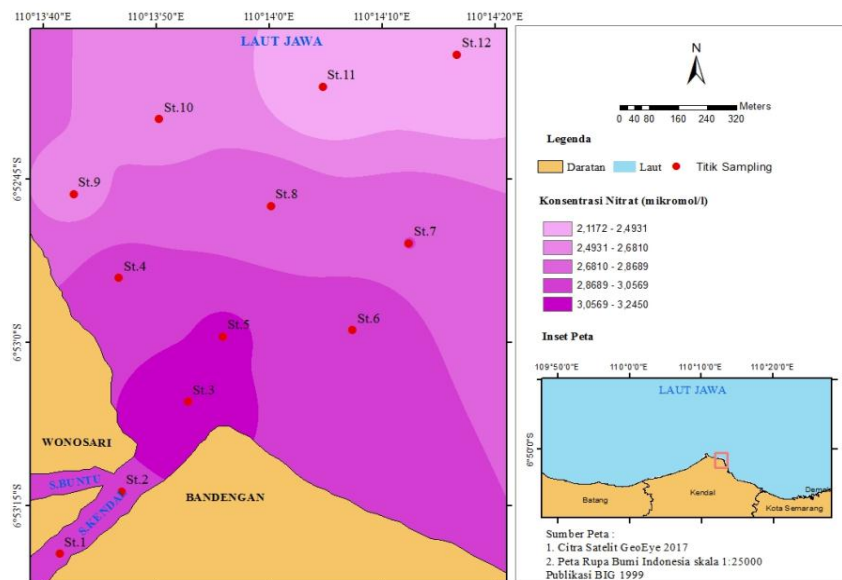 110°13'40"E 110°13'50"E 110°14'0"E 110°14'10"E 110°14'20"E
LAUT JAWA
St.12
St.11
St.10
6°52'45"S
St.9
St.8
St.7
St.4
6°53'0"S
St.5
St.6
St.3
WONOSARI
S.BUNTU
St.2
S.KENDAL
BANDENGAN
6°53'15"S
St.1
N
Meters
0 40 80 160 240 320
Legenda
Daratan Laut Titik Sampling
Konsentrasi Nitrat (mikromol/l)
2,1172 - 2,4931
2,4931 - 2,6810
2,6810 - 2,8689
2,8689 - 3,0569
3,0569 - 3,2450
Inset Peta
109°50'0"E 110°0'0"E 110°10'0"E 110°20'0"E
LAUT JAWA
6°50'0"S
Batang
Kendal
Kota Semarang
Sumber Peta :
1. Citra Satelit GeoEye 2017
2. Peta Rupa Bumi Indonesia skala 1:25000
Publikasi BIG 1999